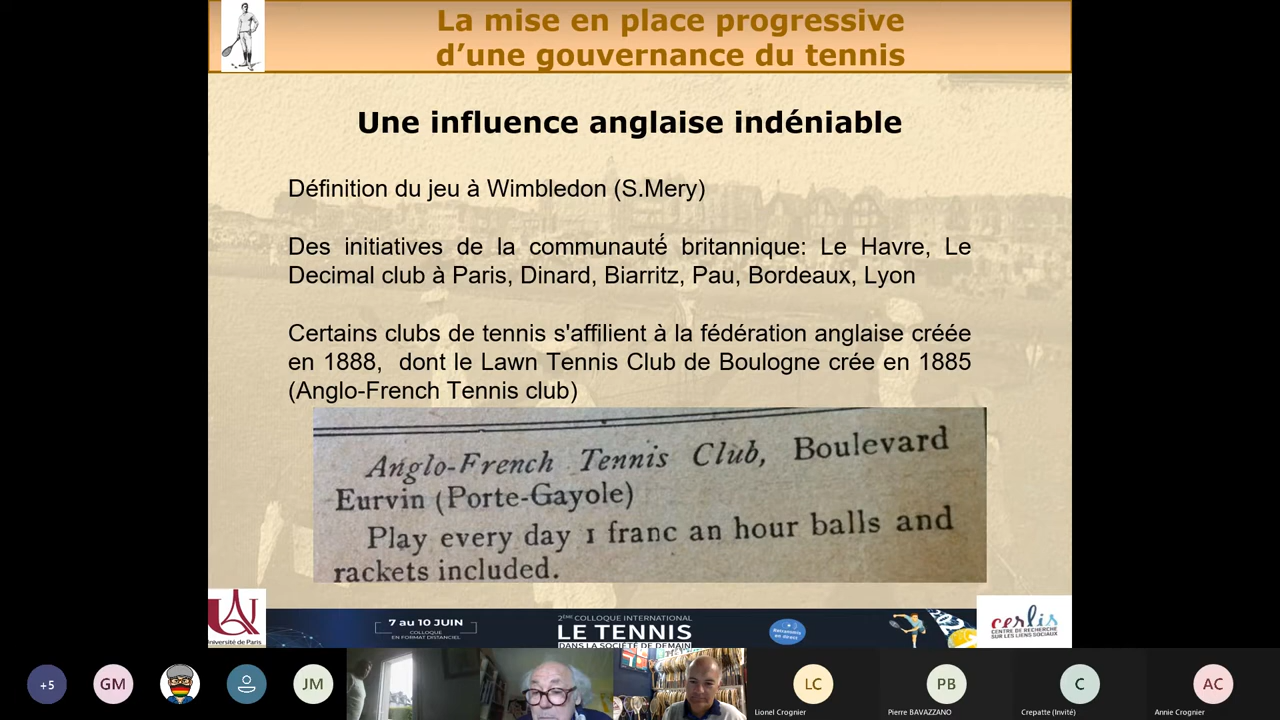 La mise en place progressive
d’une gouvernance du tennis
Une influence anglaise indéniable
Définition du jeu à Wimbledon (S.Mery)
Des initiatives de la communauté́ britannique: Le Havre, Le
Decimal club à Paris, Dinard, Biarritz, Pau, Bordeaux, Lyon
Certains clubs de tennis s'affilient à la fédération anglaise créée
en 1888, dont le Lawn Tennis Club de Boulogne crée en 1885
(Anglo-French Tennis club)
Anglo-French Tennis Club, Boulevard
Eurvin (Porte-Gayole)
Play every day 1 franc an hour balls and
rackets included.
Université de Paris
7 au 10 JUIN
COLLOQUE
EN FORMAT DISTANCIEL
2ÈME COLLOQUE INTERNATIONAL
LE TENNIS
DANS LA SOCIÉTÉ DE DEMAIN
Retransmis
en direct
cerlis
CENTRE DE RECHERCHE
SUR LES LIENS SOCIAUX
+5
GM
JM
LC
Lionel Crognier
PB
Pierre BAVAZZANO
C
Crepatte (Invité)
AC
Annie Crognier